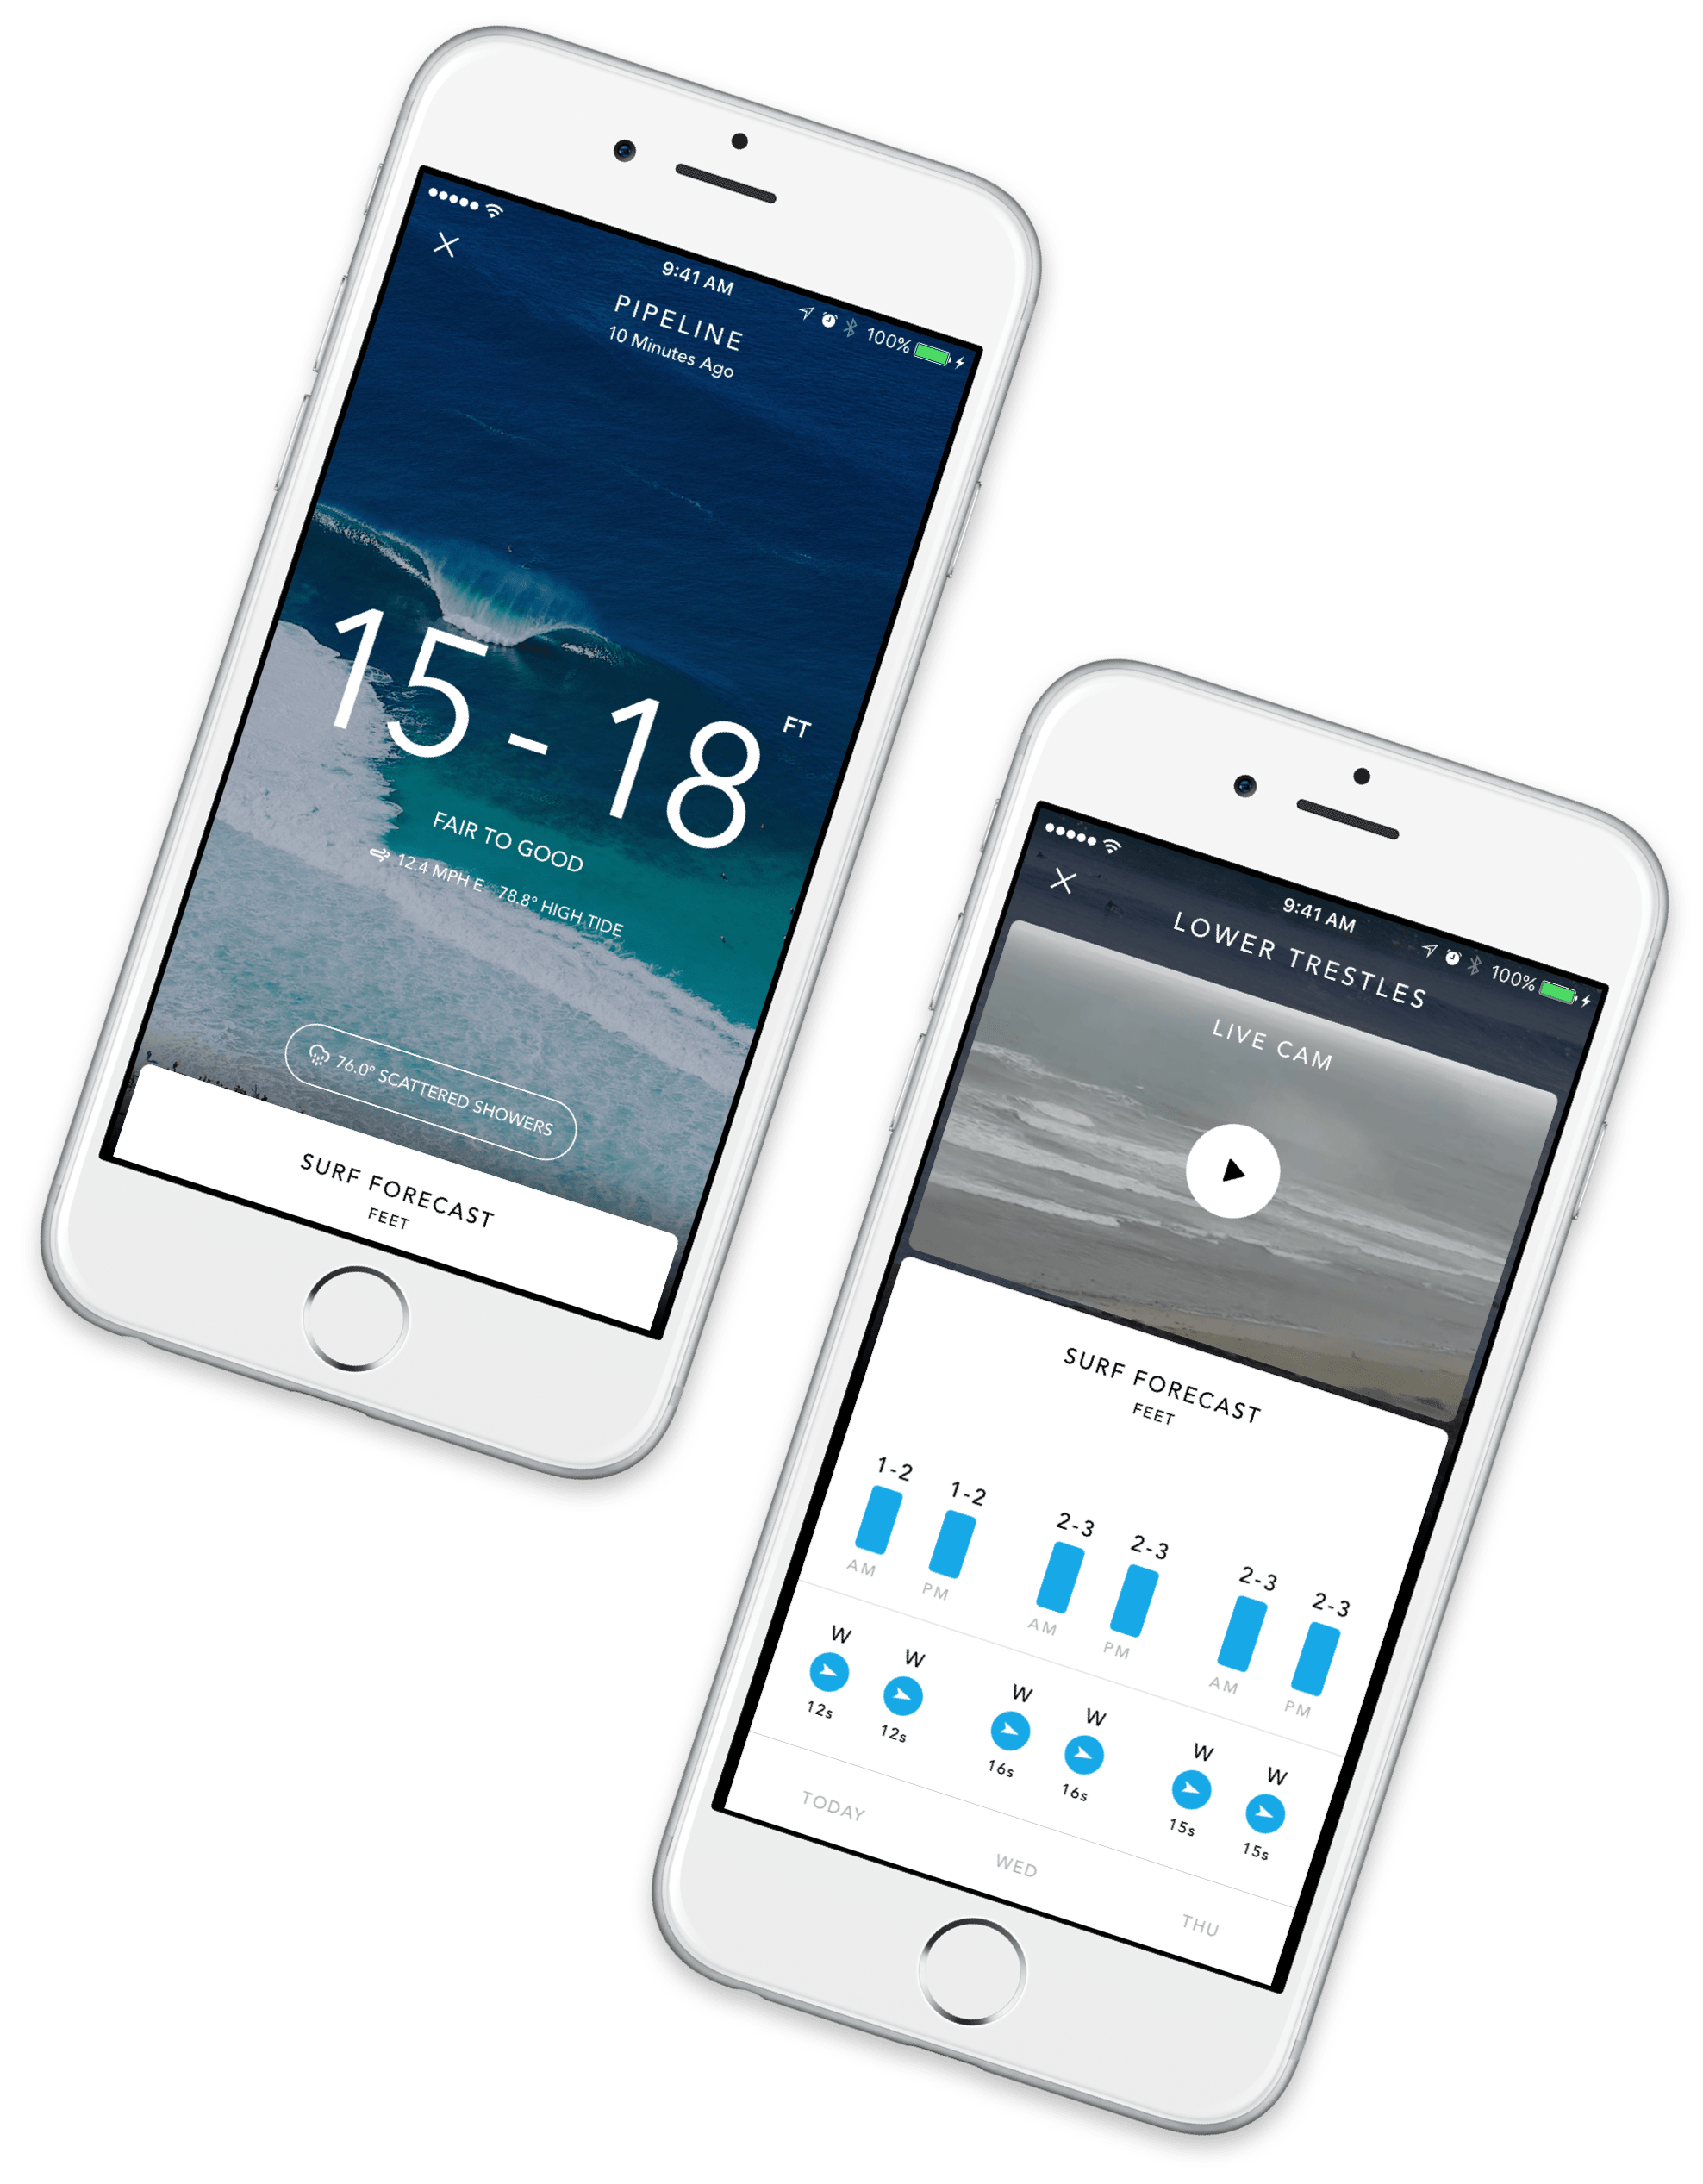 9:41 AM
100%
PIPELINE
10 Minutes Ago
15 - 18 FT
FAIR TO GOOD
12.4 MPH E 78.8° HIGH TIDE
76.0° SCATTERED SHOWERS
SURF FORECAST
FEET
9:41 AM
100%
LOWER TRESTLES
LIVE CAM
SURF FORECAST
FEET
1-2 1-2 2-3 2-3 2-3 2-3
AM PM AM PM AM PM
W W W W W W
12s 12s 16s 16s 15s 15s
TODAY WED THU